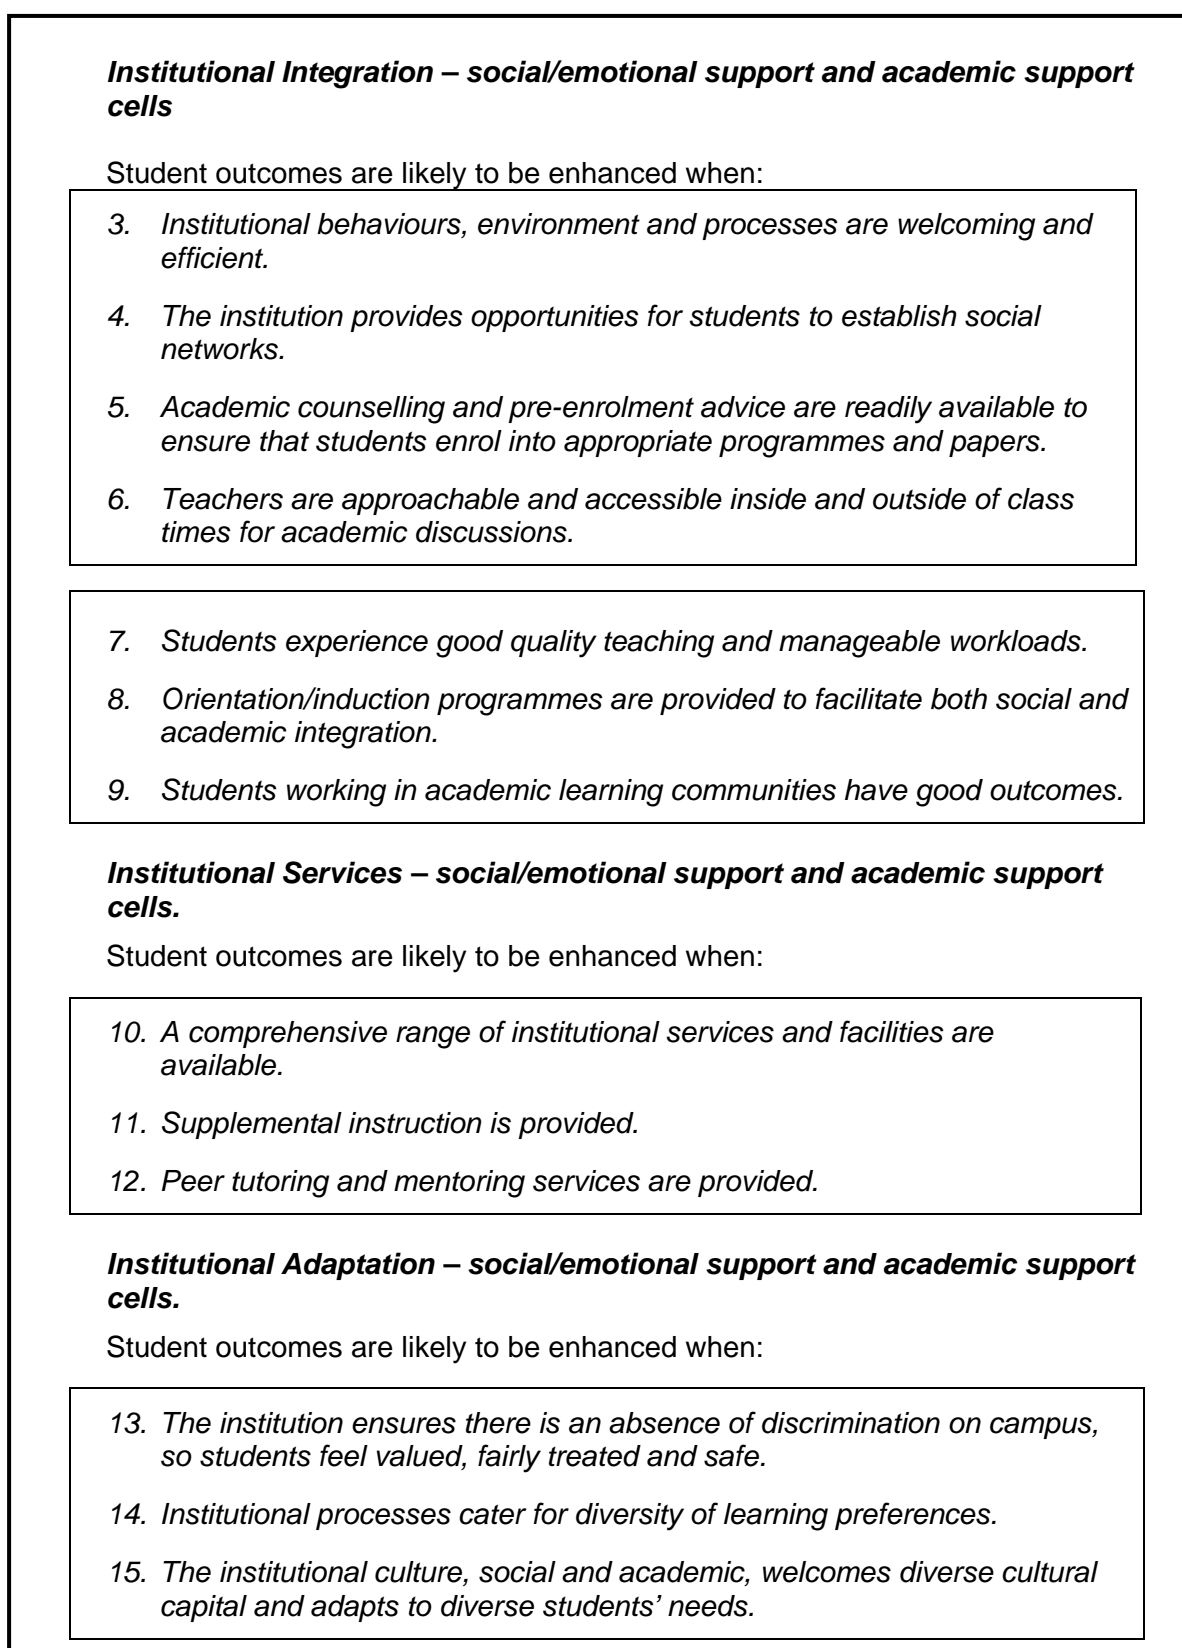 Institutional Integration – social/emotional support and academic support
cells
Student outcomes are likely to be enhanced when:
3. Institutional behaviours, environment and processes are welcoming and
efficient.
4. The institution provides opportunities for students to establish social
networks.
5. Academic counselling and pre-enrolment advice are readily available to
ensure that students enrol into appropriate programmes and papers.
6. Teachers are approachable and accessible inside and outside of class
times for academic discussions.
7. Students experience good quality teaching and manageable workloads.
8. Orientation/induction programmes are provided to facilitate both social and
academic integration.
9. Students working in academic learning communities have good outcomes.
Institutional Services – social/emotional support and academic support
cells.
Student outcomes are likely to be enhanced when:
10. A comprehensive range of institutional services and facilities are
available.
11. Supplemental instruction is provided.
12. Peer tutoring and mentoring services are provided.
Institutional Adaptation – social/emotional support and academic support
cells.
Student outcomes are likely to be enhanced when:
13. The institution ensures there is an absence of discrimination on campus,
so students feel valued, fairly treated and safe.
14. Institutional processes cater for diversity of learning preferences.
15. The institutional culture, social and academic, welcomes diverse cultural
capital and adapts to diverse students’ needs.